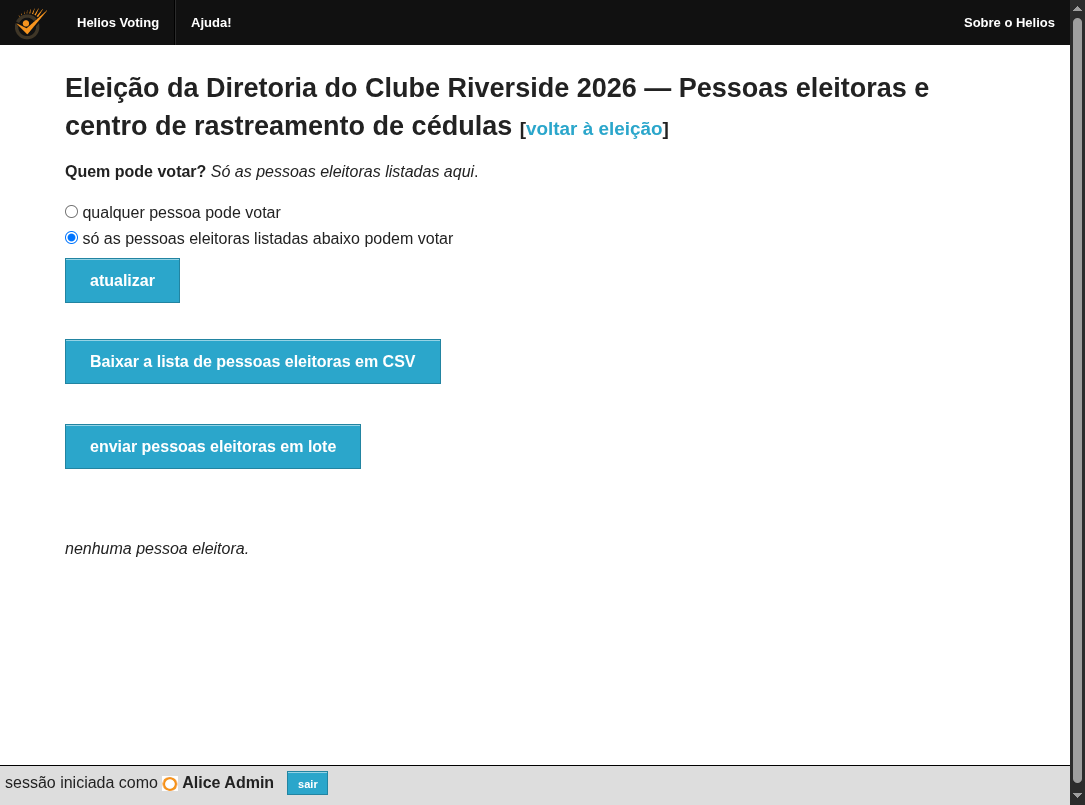 Helios Voting
Ajuda!
Sobre o Helios
Eleição da Diretoria do Clube Riverside 2026 — Pessoas eleitoras e
centro de rastreamento de cédulas [voltar à eleição]
Quem pode votar? Só as pessoas eleitoras listadas aqui.
qualquer pessoa pode votar
só as pessoas eleitoras listadas abaixo podem votar
atualizar
Baixar a lista de pessoas eleitoras em CSV
enviar pessoas eleitoras em lote
nenhuma pessoa eleitora.
sessão iniciada como Alice Admin sair